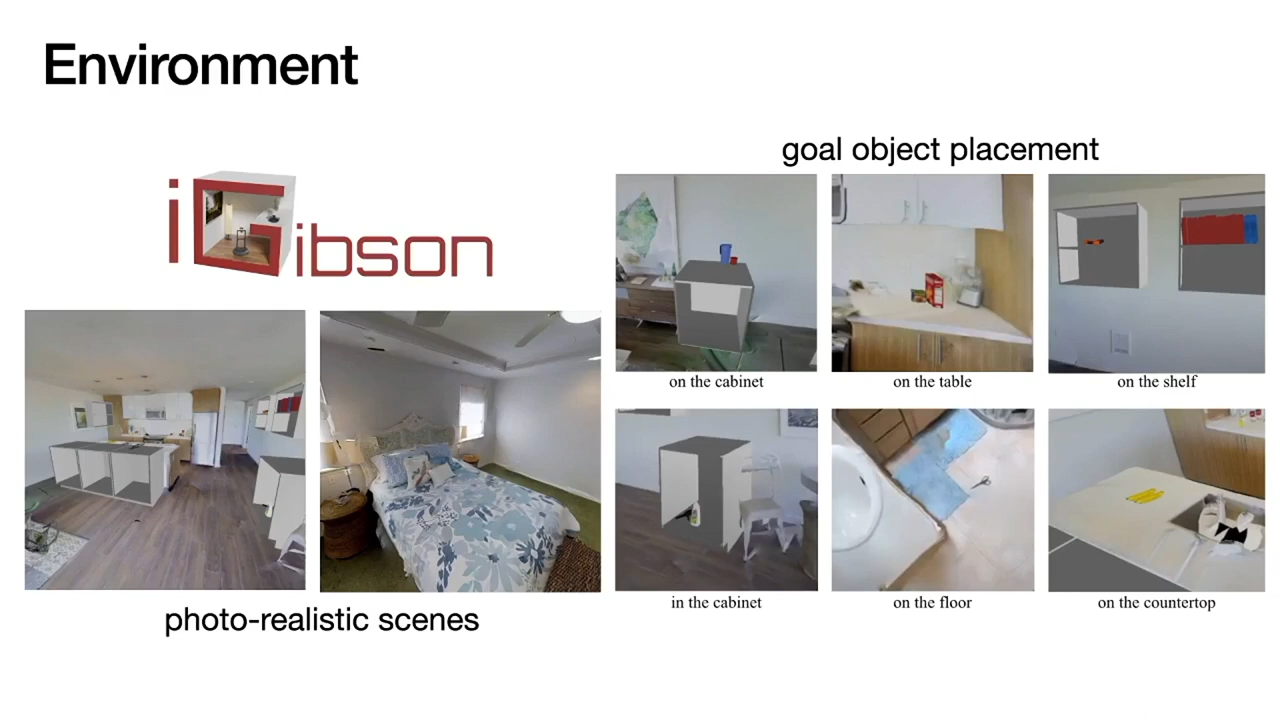 Environment
iGibson
photo-realistic scenes
goal object placement
on the cabinet
on the table
on the shelf
in the cabinet
on the floor
on the countertop